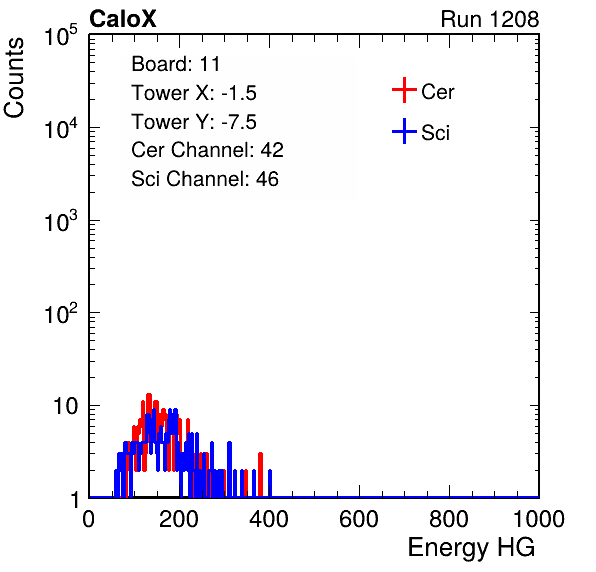 CaloX Run 1208
Counts
10^5
10^4
10^3
10^2
10
1
Board: 11
Tower X: -1.5
Tower Y: -7.5
Cer Channel: 42
Sci Channel: 46
Cer
Sci
0 200 400 600 800 1000
Energy HG